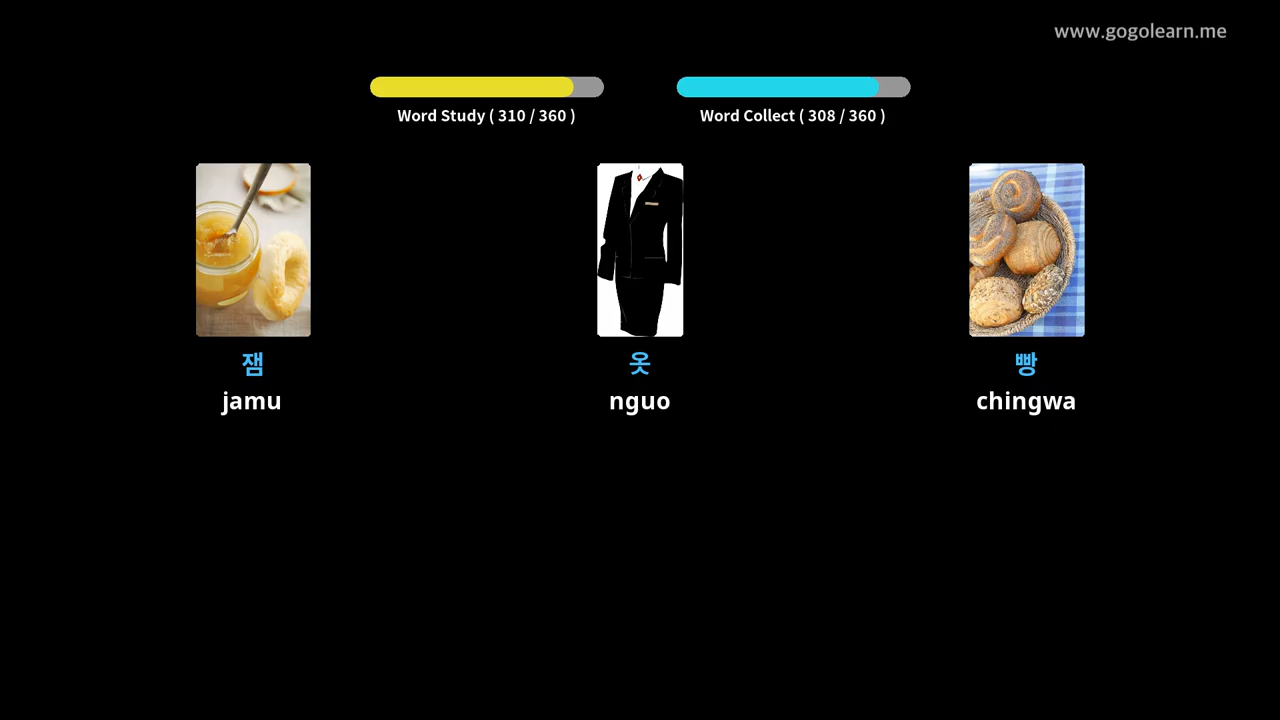 www.gogolearn.me
Word Study ( 310 / 360 )
Word Collect ( 308 / 360 )
잼
옷
빵
jamu
nguo
chingwa